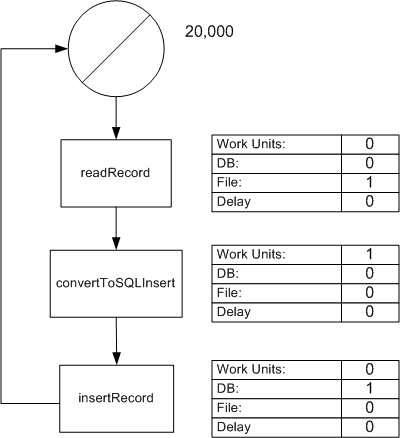 20,000
readRecord
Work Units: 0
DB: 0
File: 1
Delay 0
convertToSQLInsert
Work Units: 1
DB: 0
File: 0
Delay 0
insertRecord
Work Units: 0
DB: 1
File: 0
Delay 0